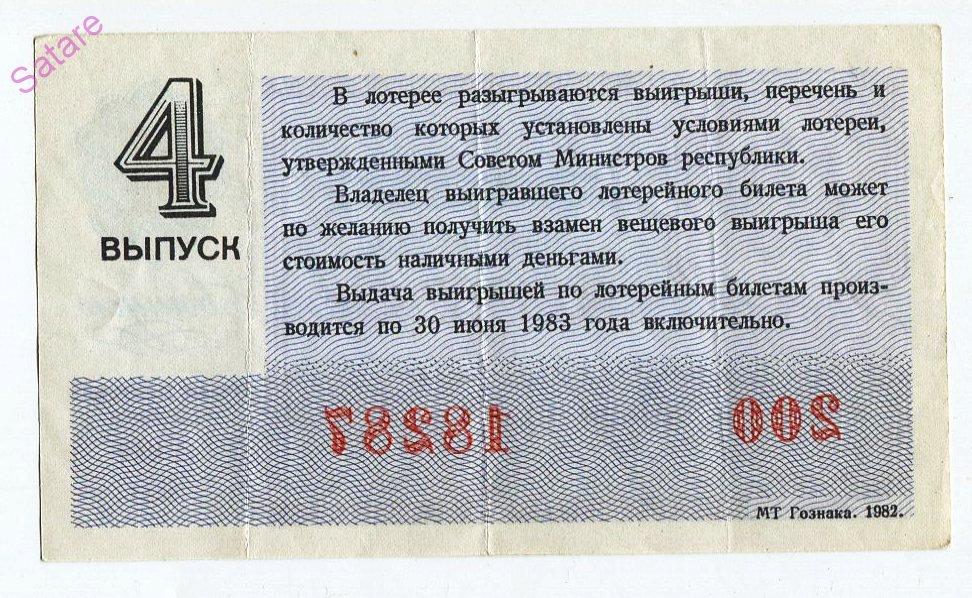 Satare
4
ВЫПУСК
В лотерее разыгрываются выигрыши, перечень и
количество которых установлены условиями лотереи,
утвержденными Советом Министров республики.
Владелец выигравшего лотерейного билета может
по желанию получить взамен вещевого выигрыша его
стоимость наличными деньгами.
Выдача выигрышей по лотерейным билетам произ-
водится по 30 июня 1983 года включительно.
18287 200
МТ Гознака. 1982.